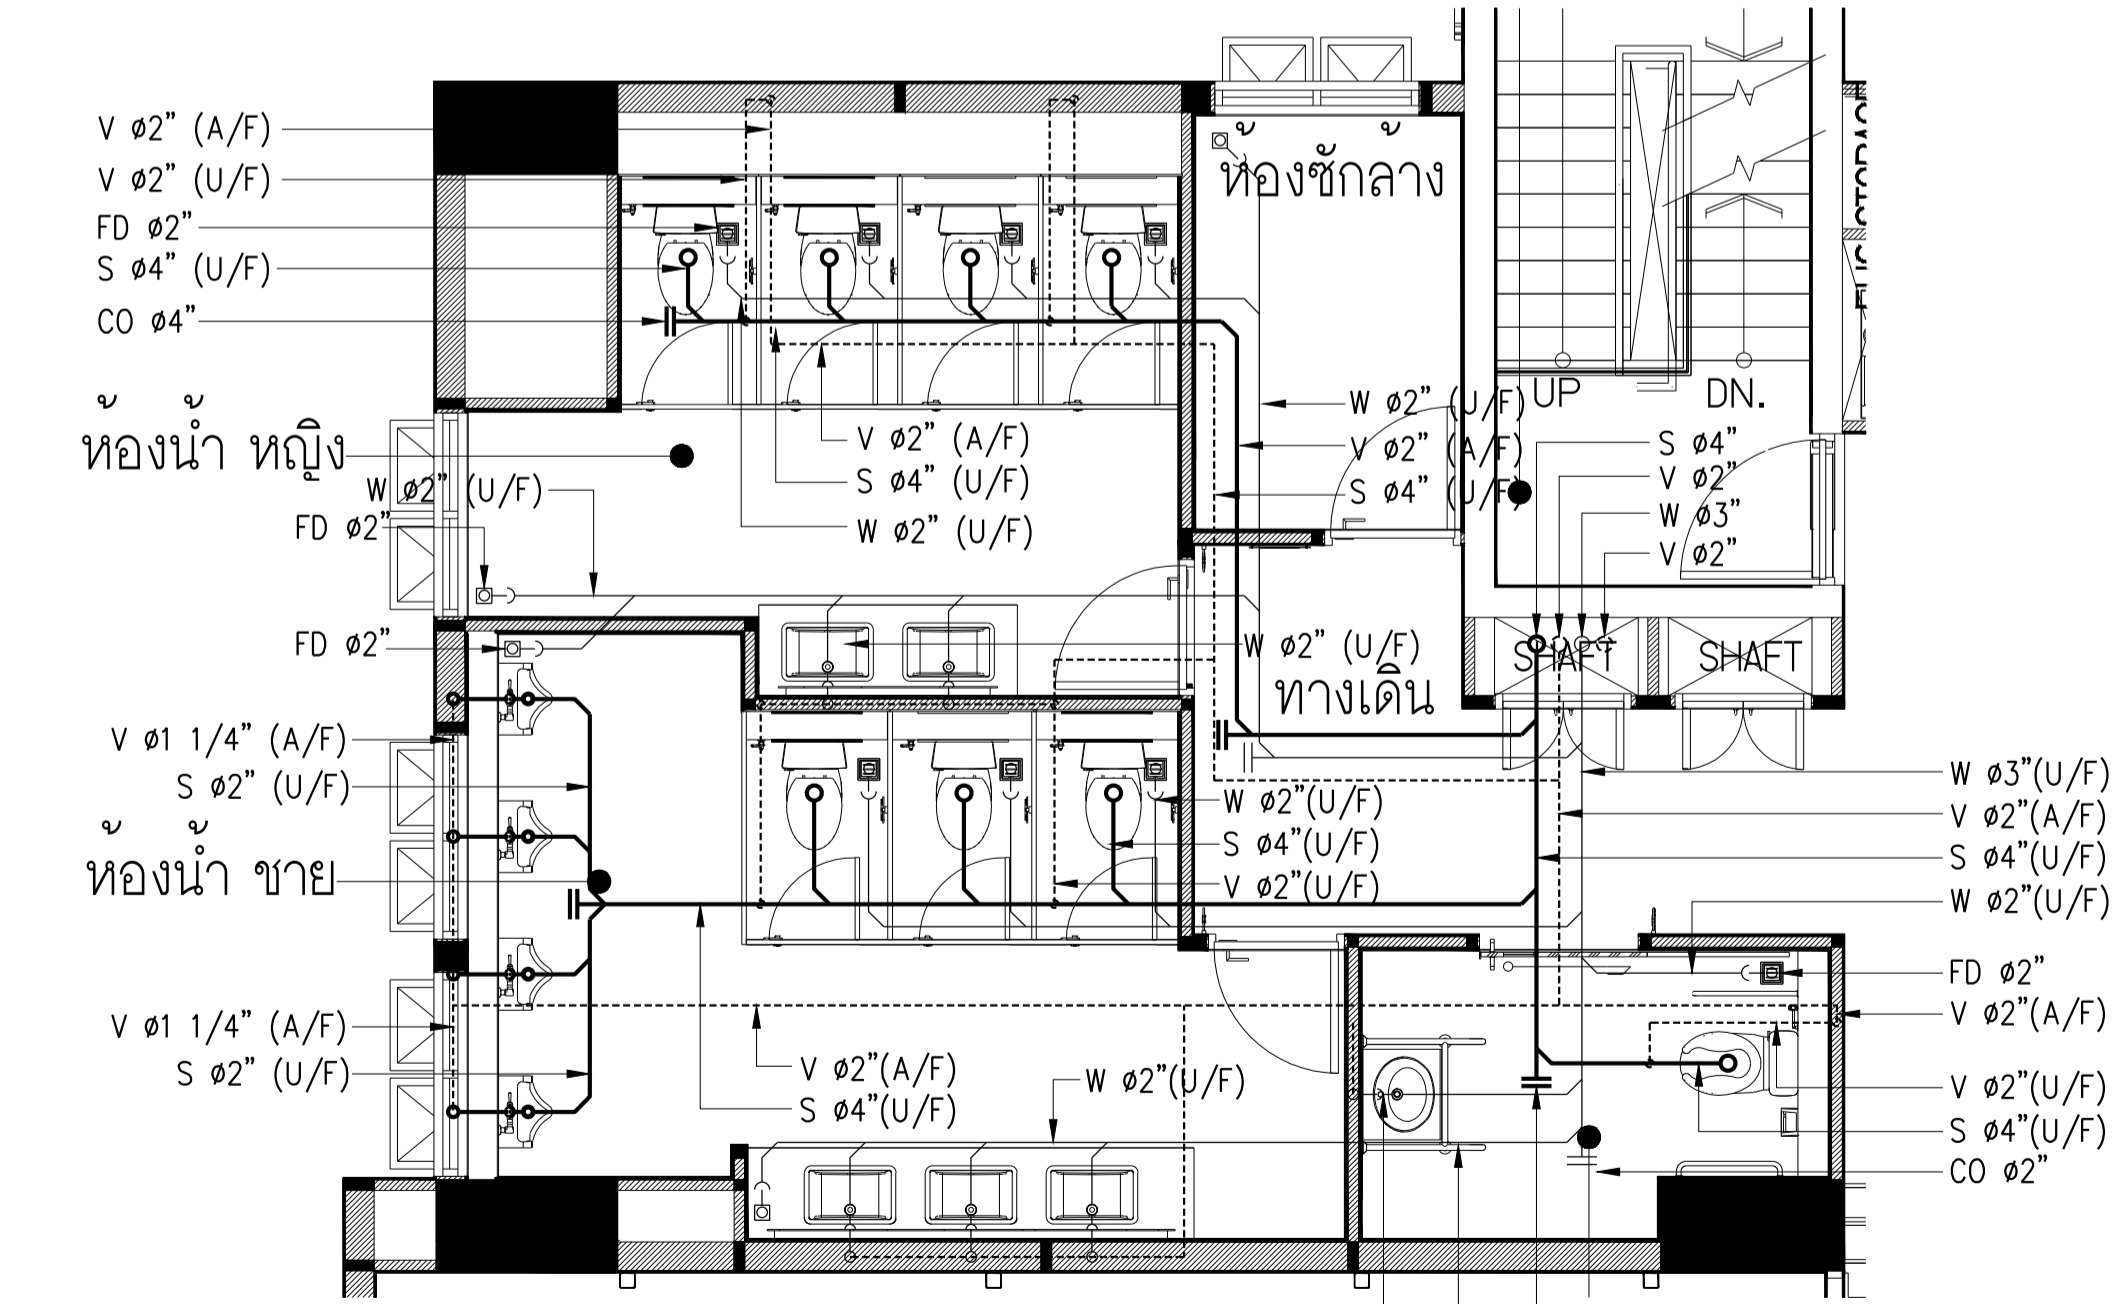 V ø2" (A/F)
V ø2" (U/F)
FD ø2"
S ø4" (U/F)
CO ø4"
ห้องซักล้าง
UP
DN.
ห้องน้ำ หญิง
W ø2" (U/F)
FD ø2"
FD ø2"
V ø2" (A/F)
S ø4" (U/F)
W ø2" (U/F)
W ø2" (U/F)
V ø2" (A/F)
S ø4" (U/F)
S ø4"
V ø2"
W ø3"
V ø2"
SHAFT
SHAFT
W ø2" (U/F)
ทางเดิน
V ø1 1/4" (A/F)
S ø2" (U/F)
ห้องน้ำ ชาย
W ø2"(U/F)
S ø4"(U/F)
V ø2"(U/F)
W ø3"(U/F)
V ø2"(A/F)
S ø4"(U/F)
W ø2"(U/F)
FD ø2"
V ø2"(A/F)
V ø1 1/4" (A/F)
S ø2" (U/F)
V ø2"(A/F)
S ø4"(U/F)
W ø2"(U/F)
V ø2"(U/F)
S ø4"(U/F)
CO ø2"